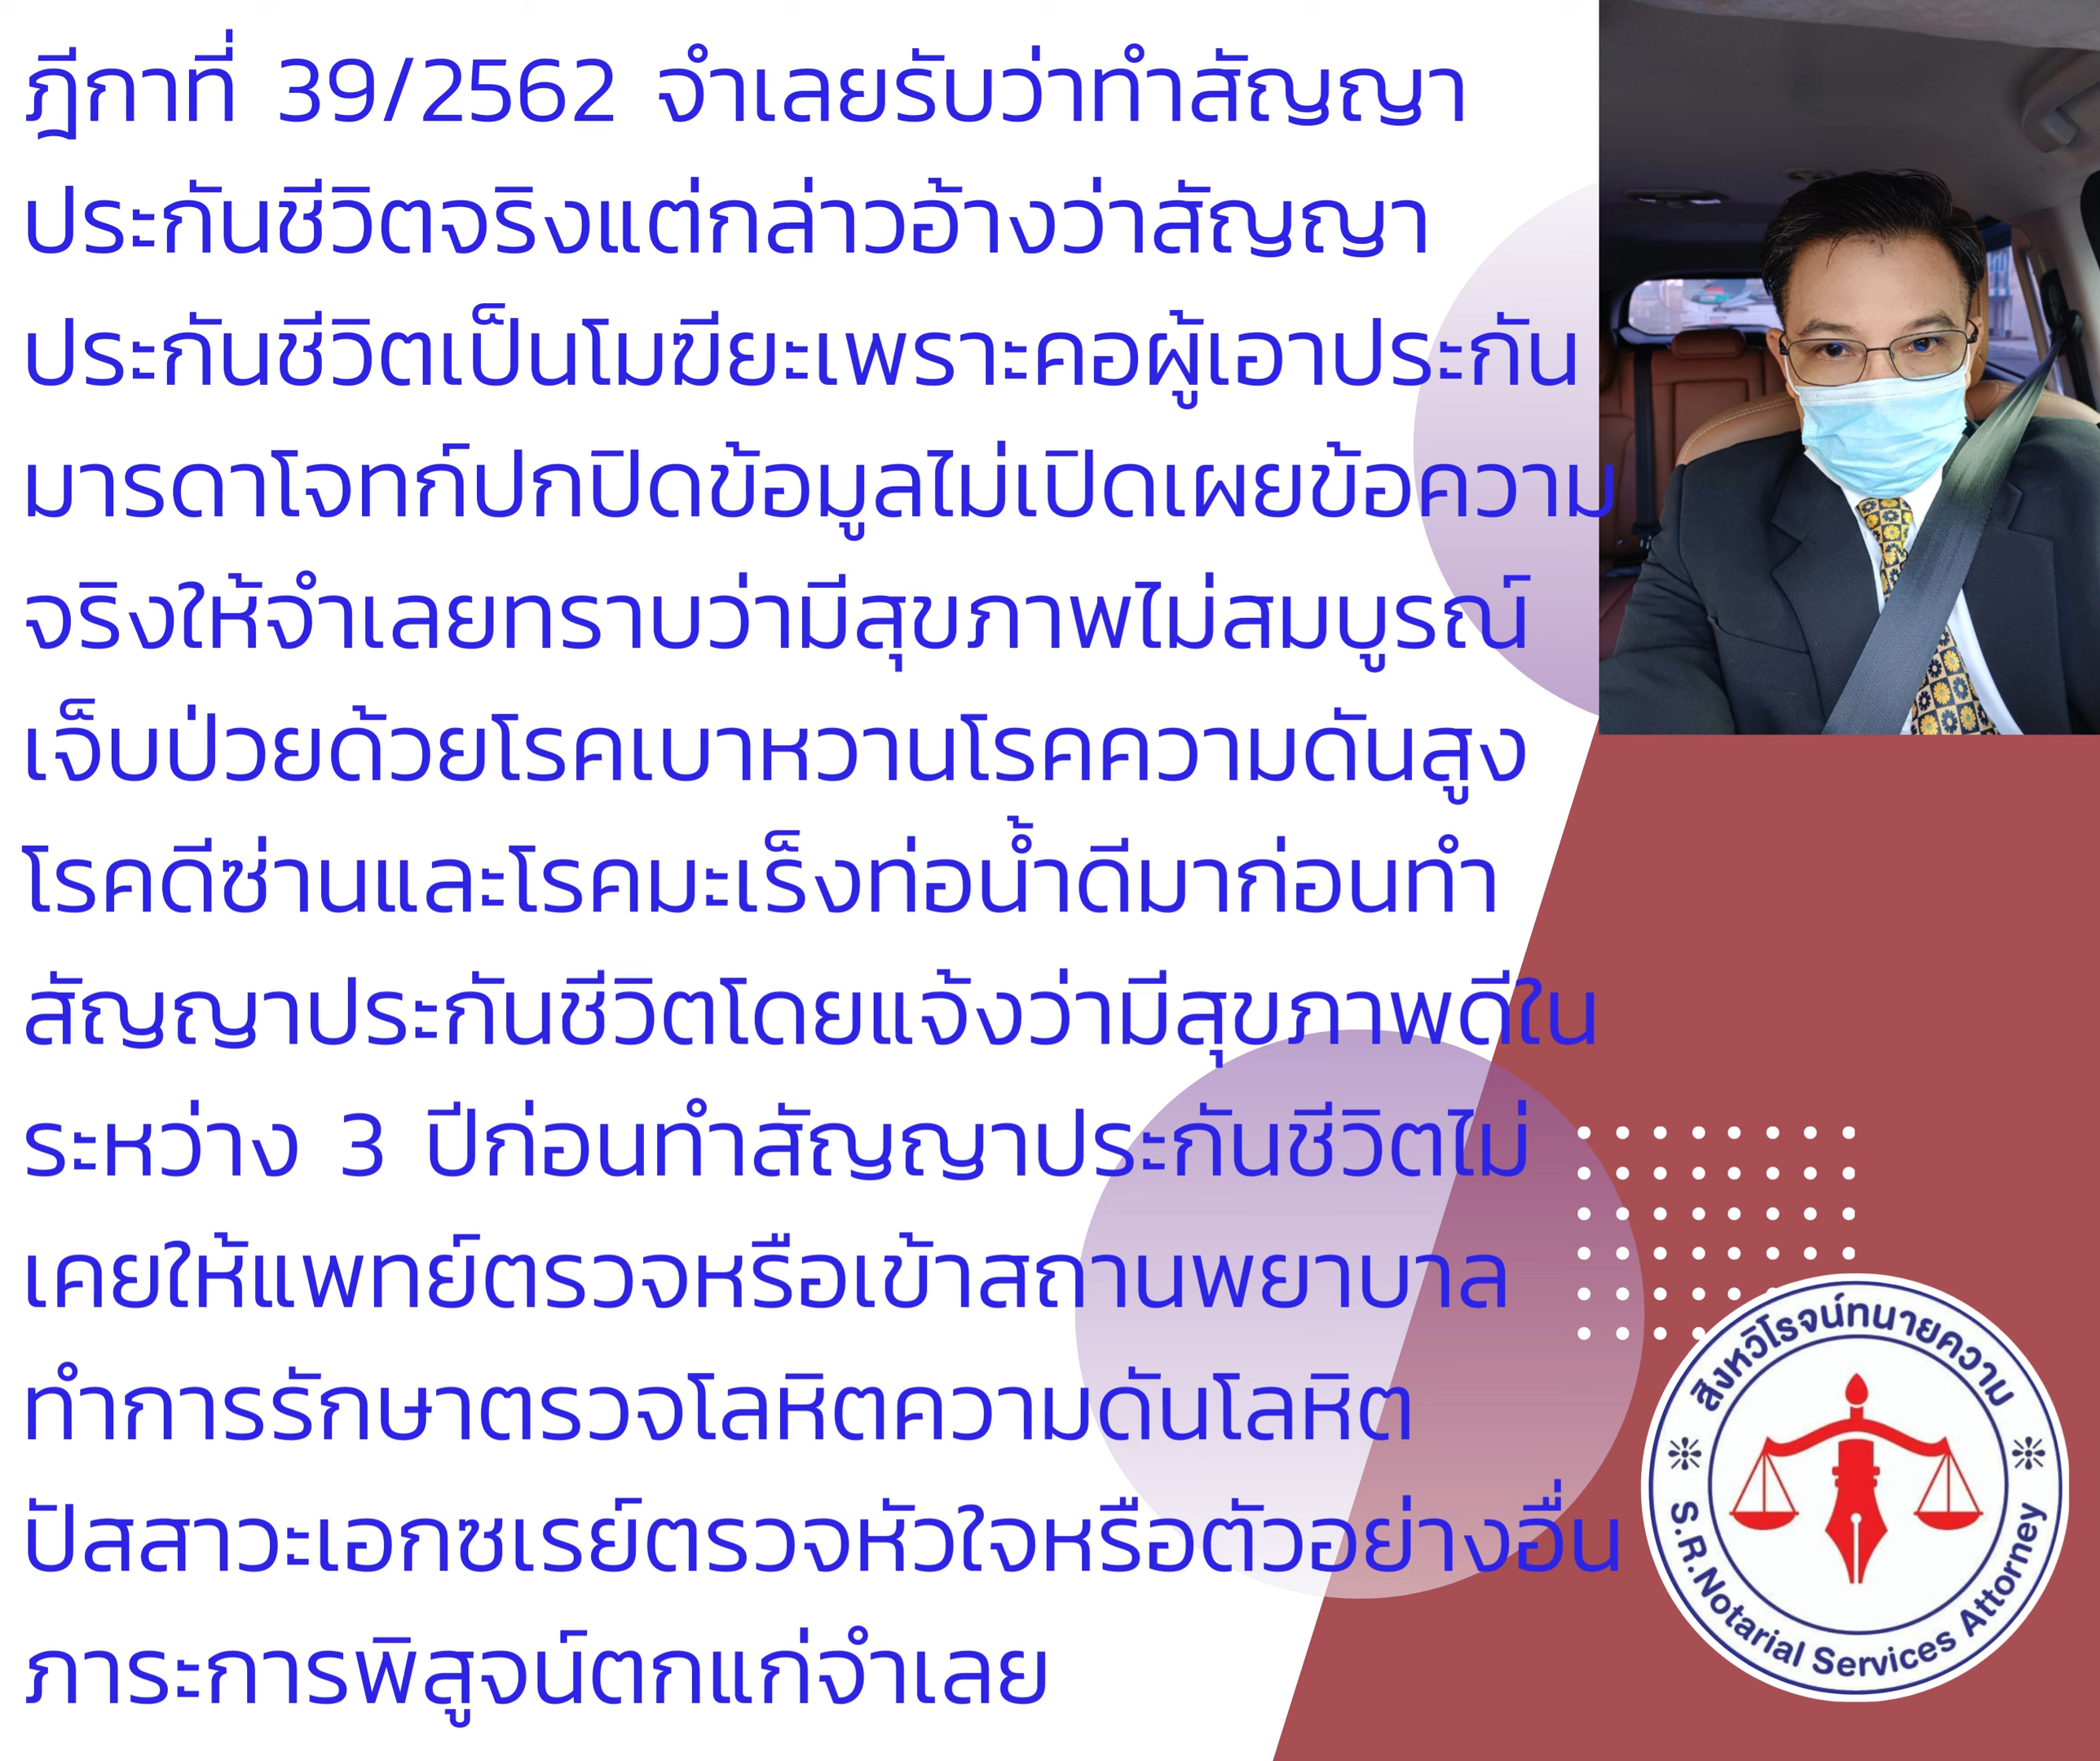 ฎีกาที่ 39/2562 จำเลยรับว่าทำสัญญา
ประกันชีวิตจริงแต่กล่าวอ้างว่าสัญญา
ประกันชีวิตเป็นโมฆียะเพราะคอผู้เอาประกัน
มารดาโจทก์ปกปิดข้อมูลไม่เปิดเผยข้อความ
จริงให้จำเลยทราบว่ามีสุขภาพไม่สมบูรณ์
เจ็บป่วยด้วยโรคเบาหวานโรคความดันสูง
โรคดีซ่านและโรคมะเร็งท่อน้ำดีมาก่อนทำ
สัญญาประกันชีวิตโดยแจ้งว่ามีสุขภาพดีใน
ระหว่าง 3 ปีก่อนทำสัญญาประกันชีวิตไม่
เคยให้แพทย์ตรวจหรือเข้าสถานพยาบาล
ทำการรักษาตรวจโลหิตความดันโลหิต
ปัสสาวะเอกซเรย์ตรวจหัวใจหรือตัวอย่างอื่น
ภาระการพิสูจน์ตกแก่จำเลย
สิงหวิโรจน์ทนายความ
S.R.Notarial Services Attorney